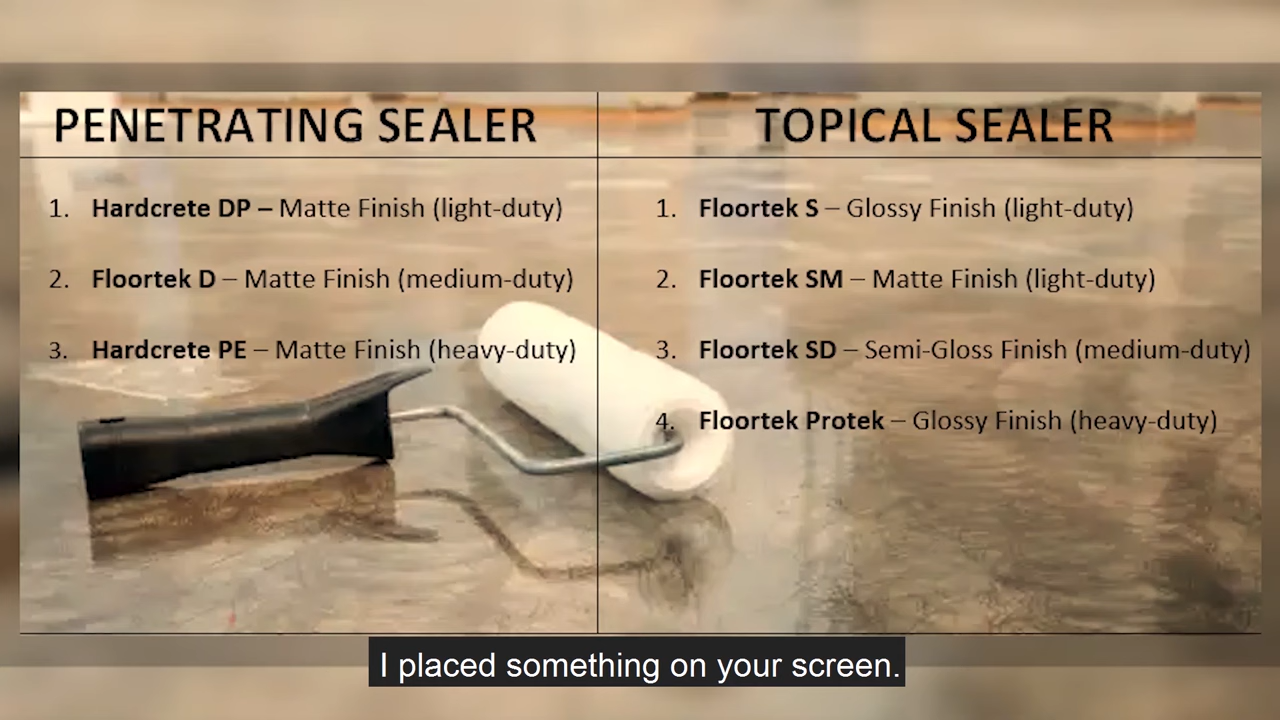 PENETRATING SEALER
1. Hardcrete DP – Matte Finish (light-duty)
2. Floortek D – Matte Finish (medium-duty)
3. Hardcrete PE – Matte Finish (heavy-duty)
TOPICAL SEALER
1. Floortek S – Glossy Finish (light-duty)
2. Floortek SM – Matte Finish (light-duty)
3. Floortek SD – Semi-Gloss Finish (medium-duty)
4. Floortek Protek – Glossy Finish (heavy-duty)
I placed something on your screen.